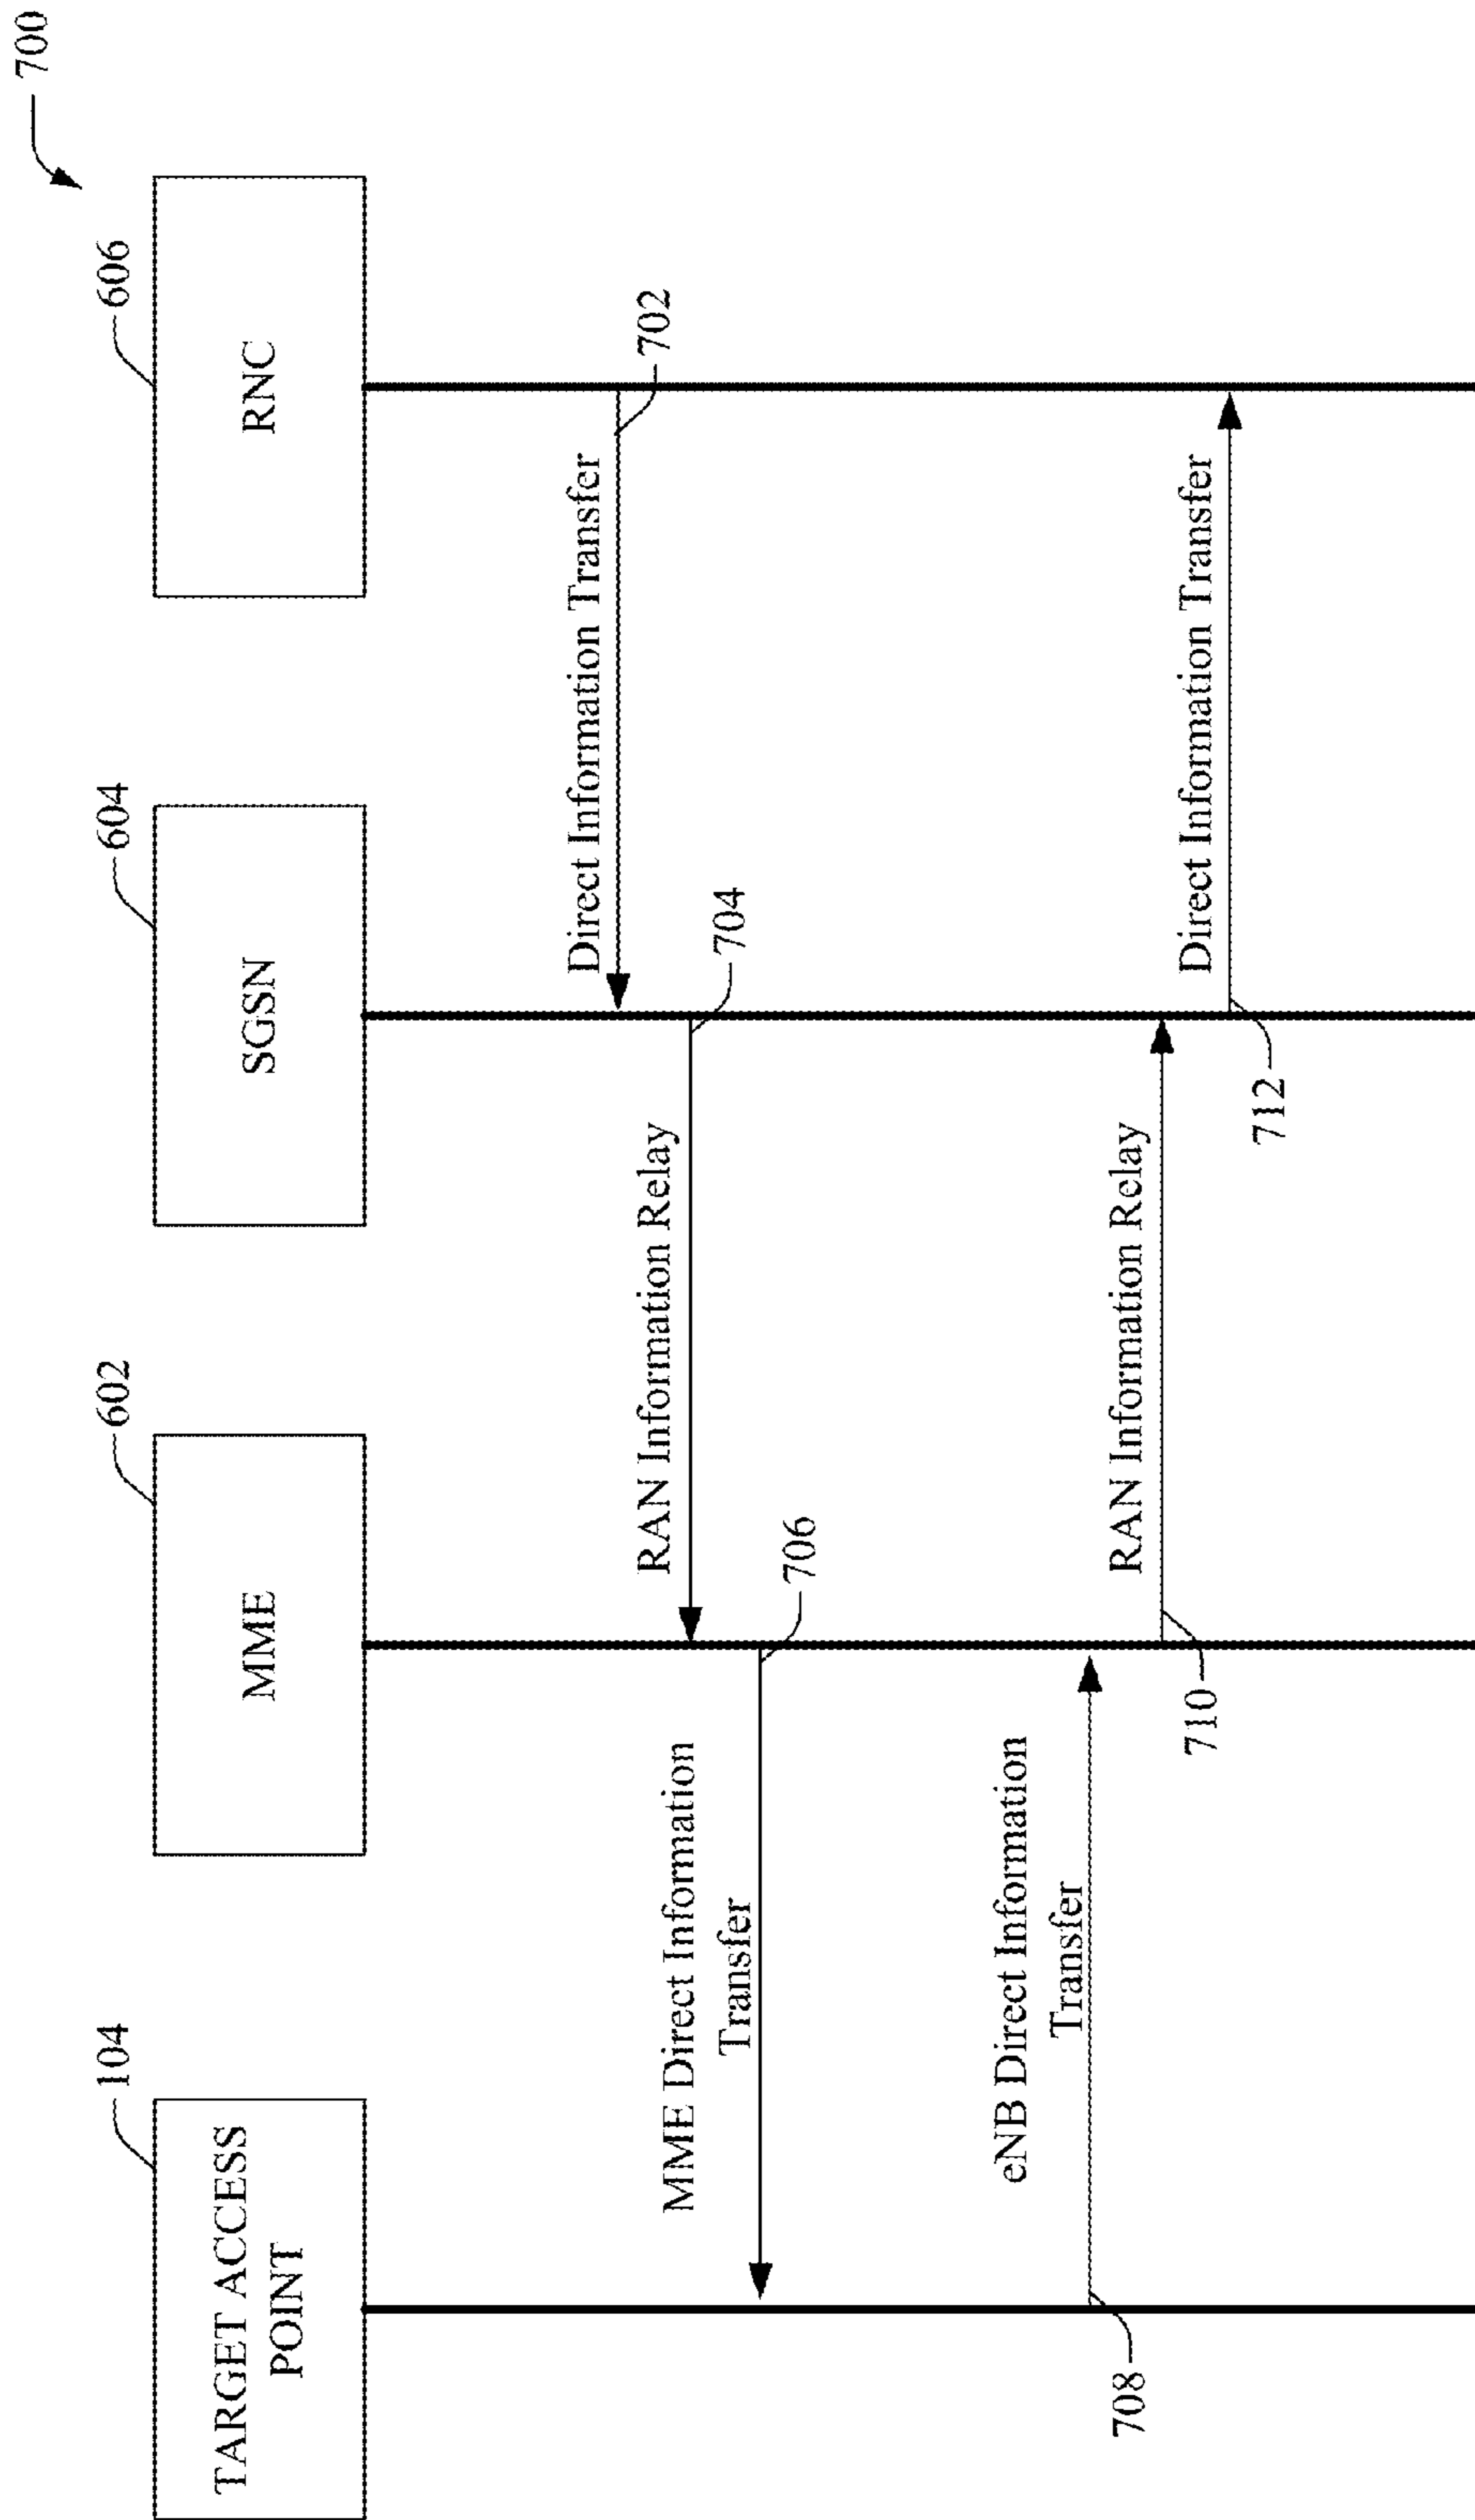 700
104
602
604
606
TARGET ACCESS
POINT
MME
SGSN
RNC
Direct Information Transfer
702
RAN Information Relay
704
MME Direct Information
Transfer
706
eNB Direct Information
Transfer
708
RAN Information Relay
710
Direct Information Transfer
712